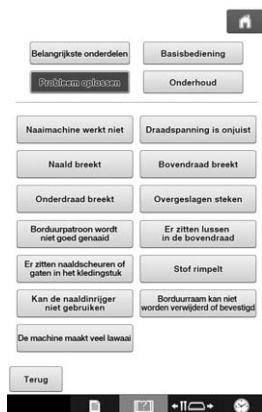 Belangrijkste onderdelen
Basisbediening
Probleem oplossen
Onderhoud
Naaimachine werkt niet
Draadspanning is onjuist
Naald breekt
Bovendraad breekt
Onderdraad breekt
Overgeslagen steken
Borduurpatroon wordt
niet goed genaaid
Er zitten lussen
in de bovendraad
Er zitten naaldscheuren of
gaten in het kledingstuk
Stof rimpelt
Kan de naaldinrijger
niet gebruiken
Borduurraam kan niet
worden verwijderd of bevestigd
De machine maakt veel lawaai
Terug